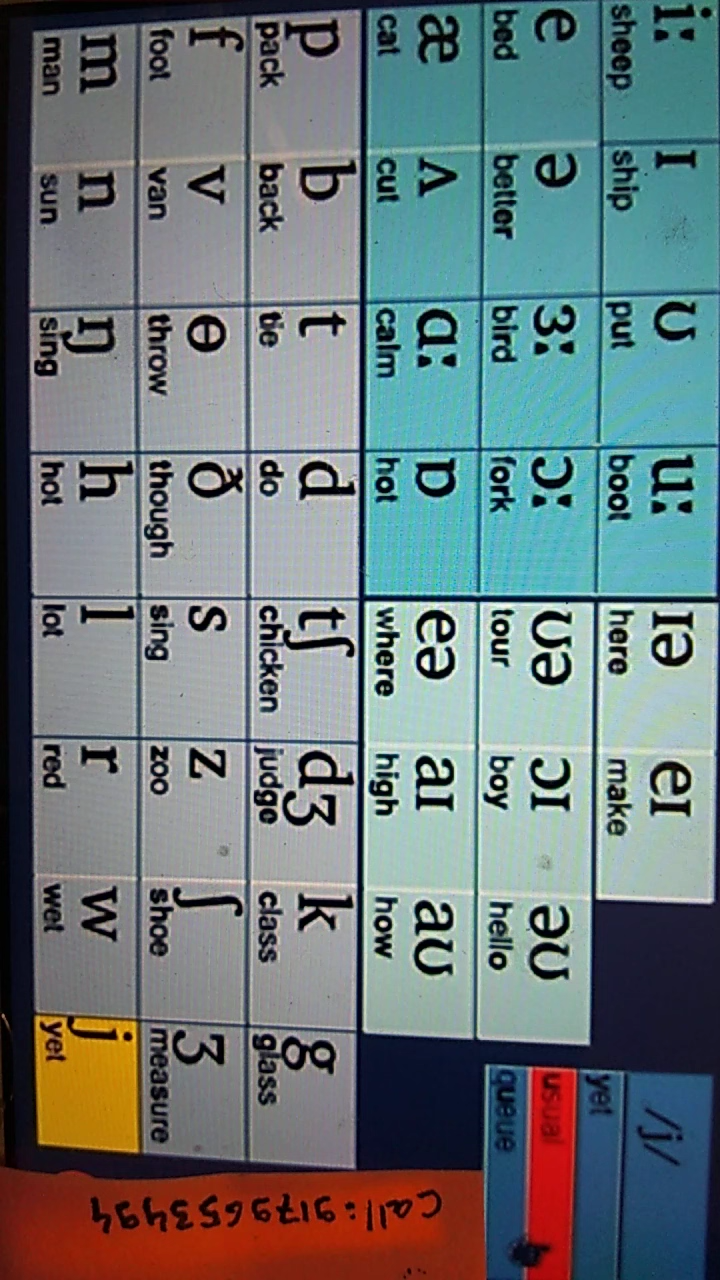 iː ɪ ʊ uː ɪə eɪ
sheep ship put boot here make
/j/
e ə ɜː ɔː ʊə ɔɪ əʊ
bed better bird fork tour boy hello
yet
usual
queue
æ ʌ ɑː ɒ eə aɪ aʊ
cat cut calm hot where high how
p b t d tʃ dʒ k g
pack back tie do chicken judge class glass
f v θ ð s z ʃ ʒ
foot van throw though sing zoo shoe measure
m n ŋ h l r w j
man sun sing hot lot red wet yet
Call:9179653494